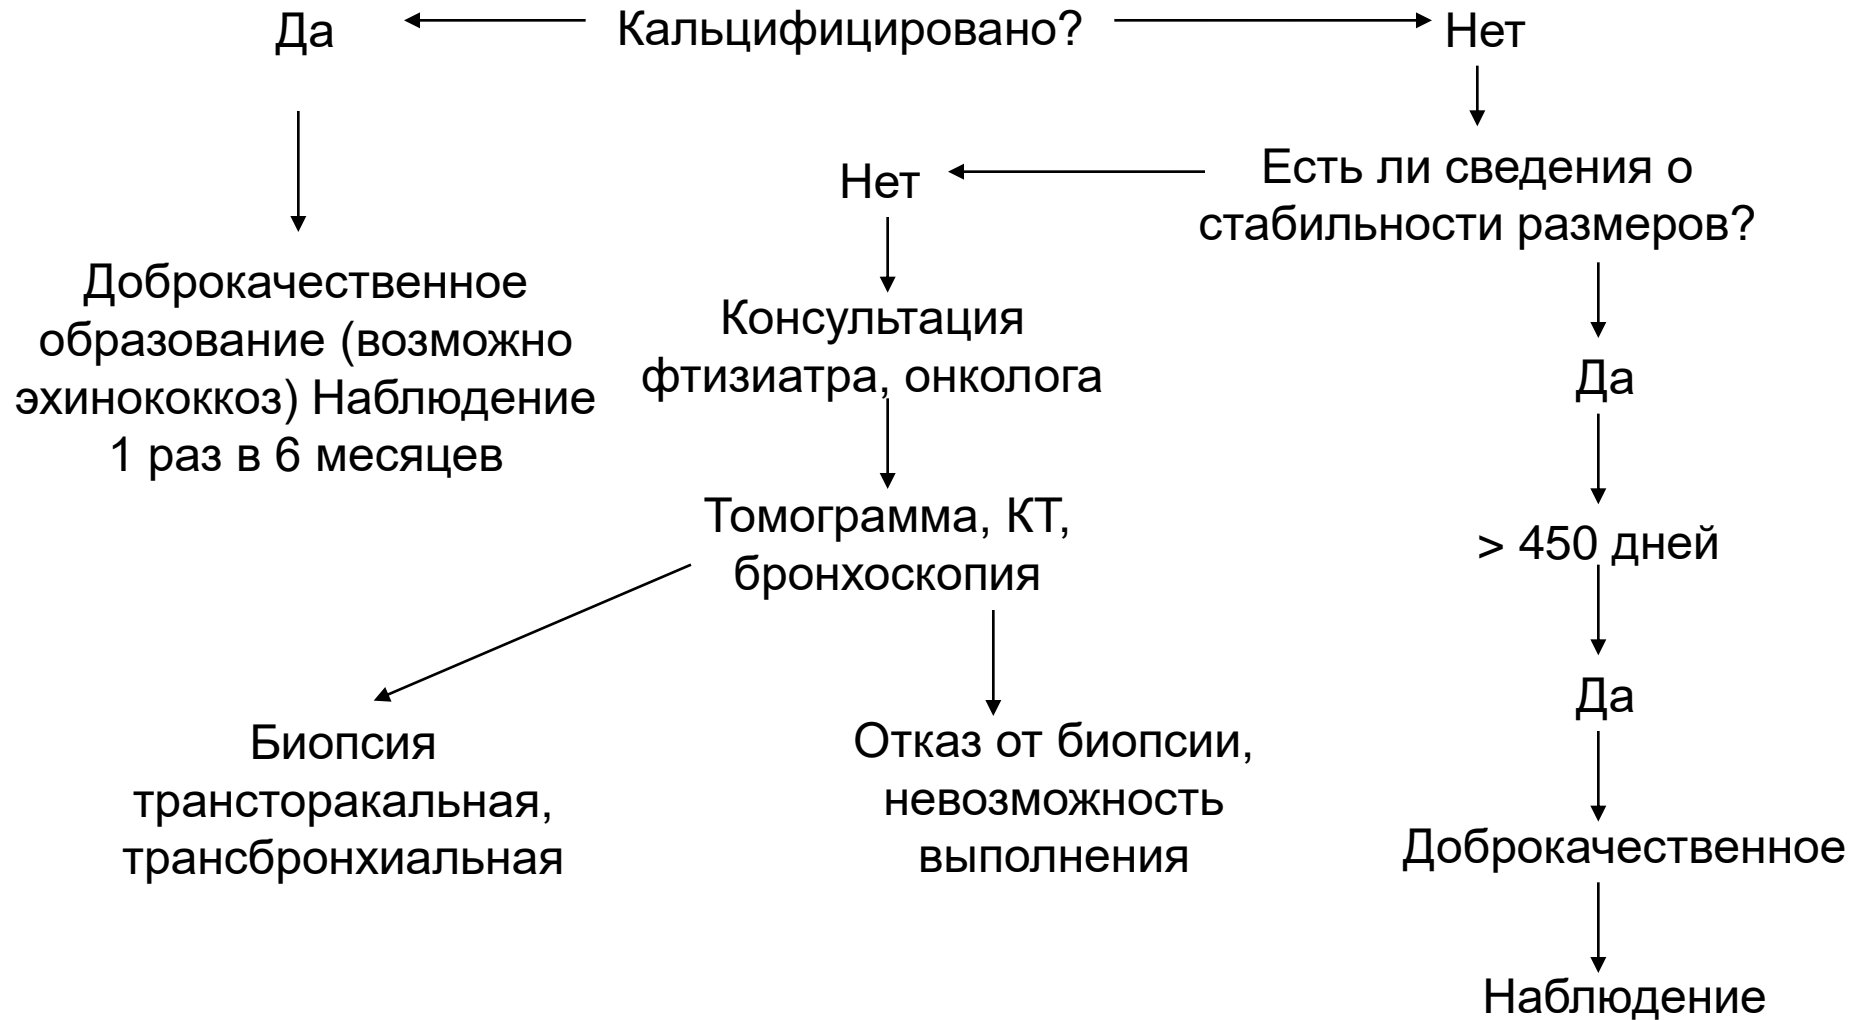 Да
Кальцифицировано?
Нет
Есть ли сведения о
стабильности размеров?
Нет
Доброкачественное
образование (возможно
эхинококкоз) Наблюдение
1 раз в 6 месяцев
Консультация
фтизиатра, онколога
Да
Томограмма, КТ,
бронхоскопия
> 450 дней
Да
Биопсия
трансторакальная,
трансбронхиальная
Отказ от биопсии,
невозможность
выполнения
Доброкачественное
Наблюдение